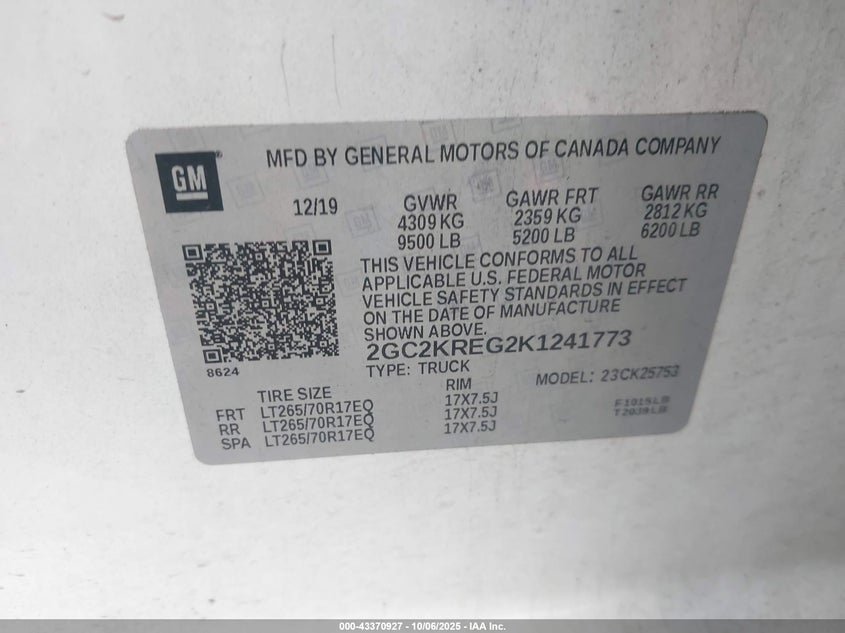 GM
MFD BY GENERAL MOTORS OF CANADA COMPANY
12/19 GVWR GAWR FRT GAWR RR
4309 KG 2359 KG 2812 KG
9500 LB 5200 LB 6200 LB
THIS VEHICLE CONFORMS TO ALL
APPLICABLE U.S. FEDERAL MOTOR
VEHICLE SAFETY STANDARDS IN EFFECT
ON THE DATE OF MANUFACTURE
SHOWN ABOVE.
2GC2KREG2K1241773
8624
TYPE: TRUCK MODEL: 23CK25753
TIRE SIZE RIM
FRT LT265/70R17EQ 17X7.5J
RR LT265/70R17EQ 17X7.5J
SPA LT265/70R17EQ 17X7.5J
F1015LB
T2039LB
000-43370927 - 10/06/2025 - IAA Inc.